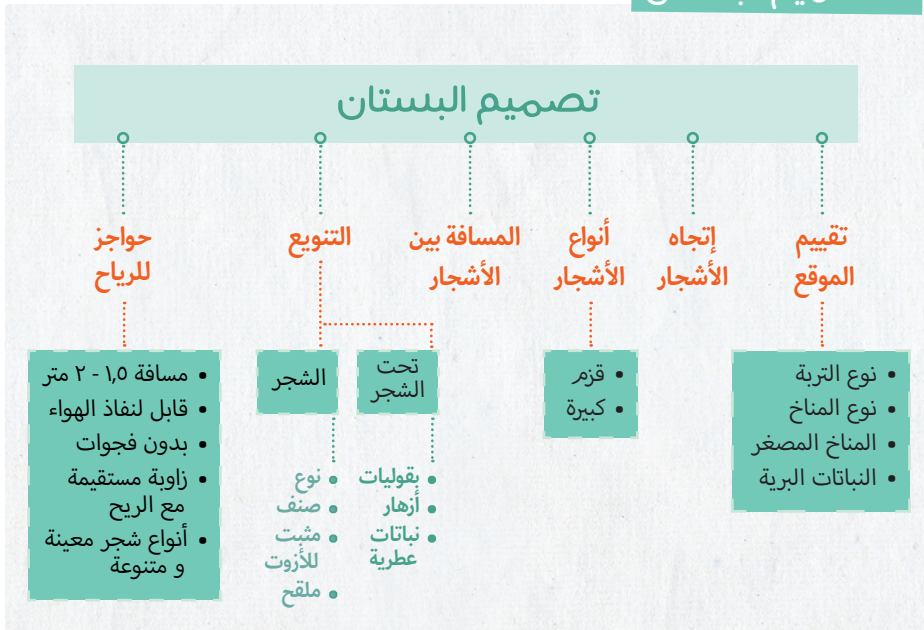 تصميم البستان
تقييم
الموقع
إتجاه
الأشجار
أنواع
الأشجار
المسافة بين
الأشجار
التنويع
حواجز
للرياح
• نوع التربة
• نوع المناخ
• المناخ المصغر
• النباتات البرية
• قزم
• كبيرة
تحت
الشجر
• بقوليات
• أزهار
• نباتات
عطرية
الشجر
• نوع
• صنف
• مثبت
للأزوت
• ملقح
• مسافة ١,٥ - ٢ متر
• قابل لنفاذ الهواء
• بدون فجوات
• زاوية مستقيمة
مع الريح
• أنواع شجر معينة
و متنوعة